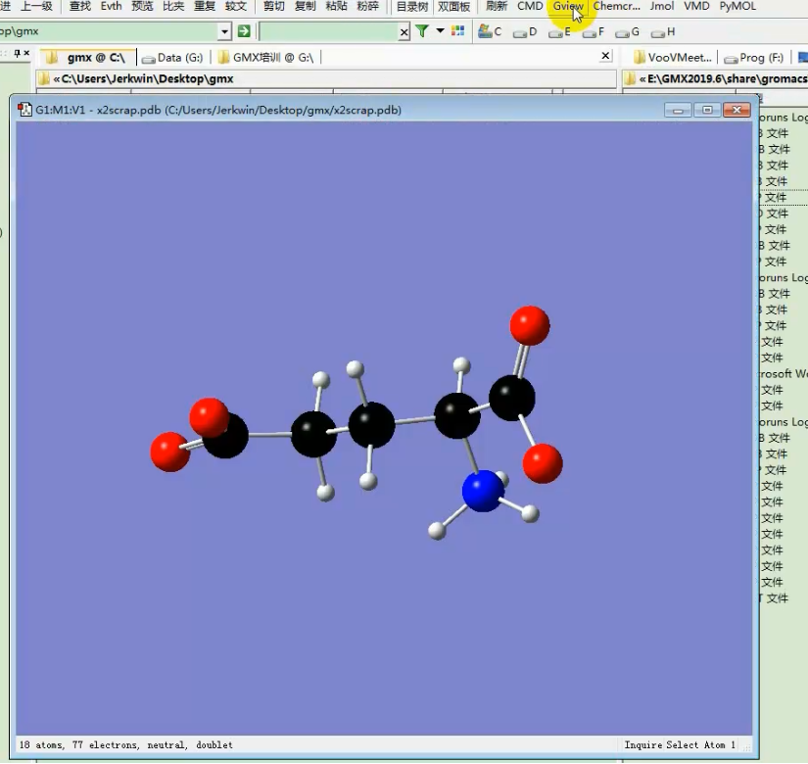 进 上一级 查找 Evth 预览 比夹 重复 较文 剪切 复制 粘贴 粉碎 目录树 双面板 刷新 CMD Gview Chemcr... Jmol VMD PyMOL
op\gmx C D E F G H
gmx @ C:\ Data (G:) GMX培训 @ G:\ VooVMeet... Prog (F:)
«C:\Users\Jerkwin\Desktop\gmx «E:\GMX2019.6\share\gromacs
G1:M1:V1 - x2scrap.pdb (C:/Users/Jerkwin/Desktop/gmx/x2scrap.pdb)
oruns Log
B 文件
B 文件
B 文件
B 文件
P 文件
O 文件
P 文件
B 文件
P 文件
oruns Log
B 文件
B 文件
P 文件
文件
文件
rosoft Wo
文件
文件
oruns Log
B 文件
B 文件
P 文件
文件
文件
文件
文件
文件
文件
文件
T 文件
18 atoms, 77 electrons, neutral, doublet Inquire Select Atom 1